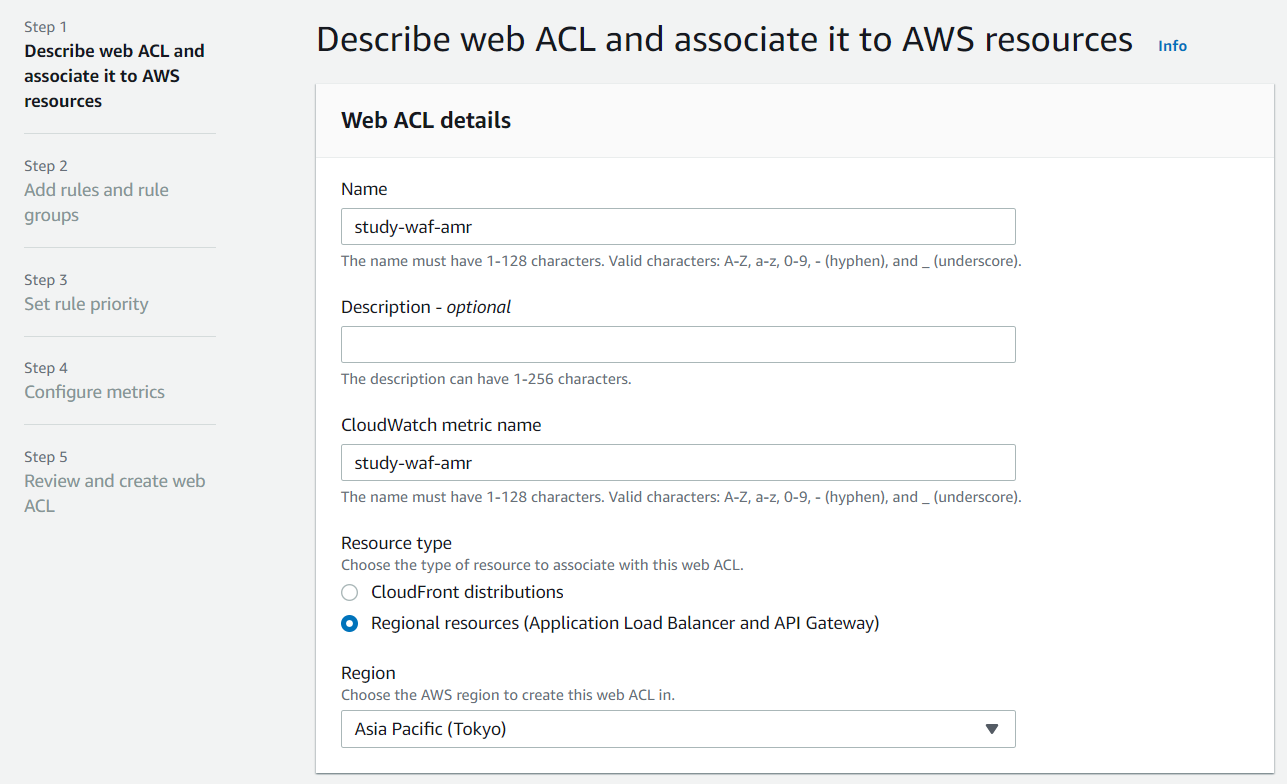 Step 1
Describe web ACL and
associate it to AWS
resources
Step 2
Add rules and rule
groups
Step 3
Set rule priority
Step 4
Configure metrics
Step 5
Review and create web
ACL
Describe web ACL and associate it to AWS resources Info
Web ACL details
Name
study-waf-amr
The name must have 1-128 characters. Valid characters: A-Z, a-z, 0-9, - (hyphen), and _ (underscore).
Description - optional
The description can have 1-256 characters.
CloudWatch metric name
study-waf-amr
The name must have 1-128 characters. Valid characters: A-Z, a-z, 0-9, - (hyphen), and _ (underscore).
Resource type
Choose the type of resource to associate with this web ACL.
CloudFront distributions
Regional resources (Application Load Balancer and API Gateway)
Region
Choose the AWS region to create this web ACL in.
Asia Pacific (Tokyo)